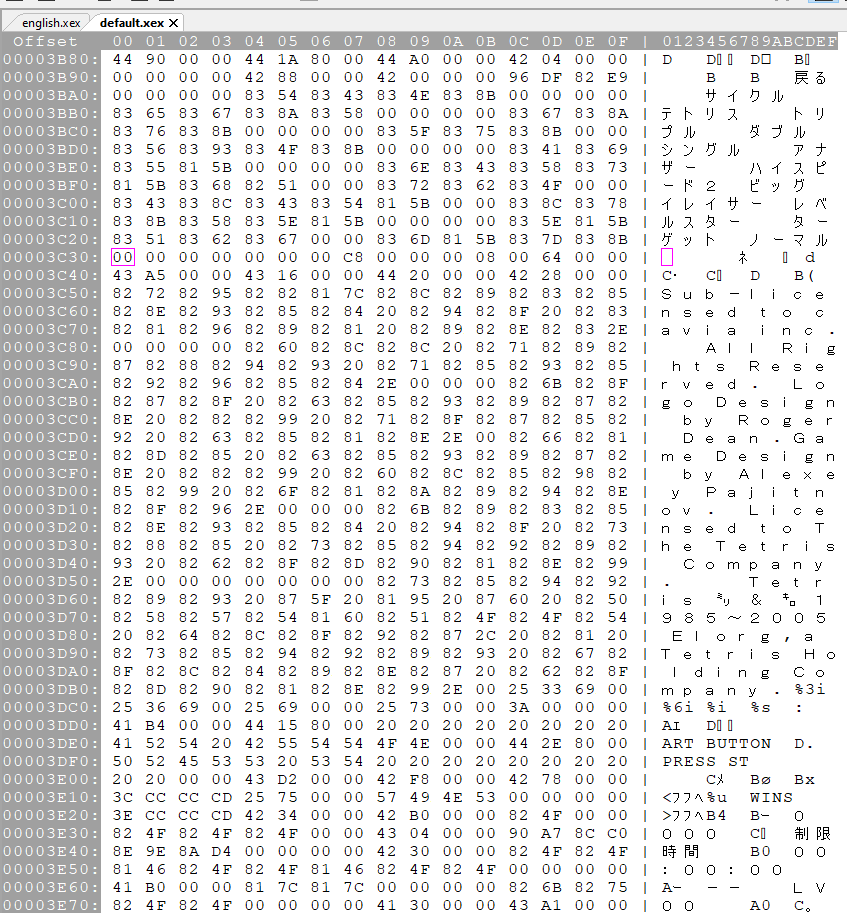 english.xex default.xex
Offset 00 01 02 03 04 05 06 07 08 09 0A 0B 0C 0D 0E 0F | 0123456789ABCDEF
00003B80: 44 90 00 00 44 1A 80 00 44 A0 00 00 42 04 00 00 | D D D B
00003B90: 00 00 00 00 42 88 00 00 42 00 00 00 96 DF 82 E9 | B B 戻る
00003BA0: 00 00 00 00 83 54 83 43 83 4E 83 8B 00 00 00 00 | サイクル
00003BB0: 83 65 83 67 83 8A 83 58 00 00 00 00 83 67 83 8A | テトリス トリ
00003BC0: 83 76 83 8B 00 00 00 00 83 5F 83 75 83 8B 00 00 | プル ダブル
00003BD0: 83 56 83 93 83 4F 83 8B 00 00 00 00 83 41 83 69 | シングル アナ
00003BE0: 83 55 81 5B 00 00 00 00 83 6E 83 43 83 58 83 73 | ザー ハイスピ
00003BF0: 81 5B 83 68 82 51 00 00 83 72 83 62 83 4F 00 00 | ード２ ビッグ
00003C00: 83 43 83 8C 83 43 83 54 81 5B 00 00 83 8C 83 78 | イレイサー レベ
00003C10: 83 8B 83 58 83 5E 81 5B 00 00 00 00 83 5E 81 5B | ルスター ター
00003C20: 83 51 83 62 83 67 00 00 83 6D 81 5B 83 7D 83 8B | ゲット ノーマル
00003C30: 00 00 00 00 00 00 00 C8 00 00 00 08 00 64 00 00 | ﾈ d
00003C40: 43 A5 00 00 43 16 00 00 44 20 00 00 42 28 00 00 | C･ C D B(
00003C50: 82 72 82 95 82 82 81 7C 82 8C 82 89 82 83 82 85 | Ｓｕｂ－ｌｉｃｅ
00003C60: 82 8E 82 93 82 85 82 84 20 82 94 82 8F 20 82 83 | ｎｓｅｄ ｔｏ ｃ
00003C70: 82 81 82 96 82 89 82 81 20 82 89 82 8E 82 83 2E | ａｖｉａ ｉｎｃ.
00003C80: 00 00 00 00 82 60 82 8C 82 8C 20 82 71 82 89 82 | Ａｌｌ Ｒｉｇ
00003C90: 87 82 88 82 94 82 93 20 82 71 82 85 82 93 82 85 | ｈｔｓ Ｒｅｓｅ
00003CA0: 82 92 82 96 82 85 82 84 2E 00 00 00 82 6B 82 8F | ｒｖｅｄ. Ｌｏ
00003CB0: 82 87 82 8F 20 82 63 82 85 82 93 82 89 82 87 82 | ｇｏ Ｄｅｓｉｇｎ
00003CC0: 8E 20 82 82 82 99 20 82 71 82 8F 82 87 82 85 82 | ｂｙ Ｒｏｇｅｒ
00003CD0: 92 20 82 63 82 85 82 81 82 8E 2E 00 82 66 82 81 | Ｄｅａｎ.Ｇａ
00003CE0: 82 8D 82 85 20 82 63 82 85 82 93 82 89 82 87 82 | ｍｅ Ｄｅｓｉｇｎ
00003CF0: 8E 20 82 82 82 99 20 82 60 82 8C 82 85 82 98 82 | ｂｙ Ａｌｅｘｅ
00003D00: 85 82 99 20 82 6F 82 81 82 8A 82 89 82 94 82 8E | ｙ Ｐａｊｉｔｎ
00003D10: 82 8F 82 96 2E 00 00 00 82 6B 82 89 82 83 82 85 | ｏｖ. Ｌｉｃｅ
00003D20: 82 8E 82 93 82 85 82 84 20 82 94 82 8F 20 82 73 | ｎｓｅｄ ｔｏ Ｔ
00003D30: 82 88 82 85 20 82 73 82 85 82 94 82 92 82 89 82 | ｈｅ Ｔｅｔｒｉｓ
00003D40: 93 20 82 62 82 8F 82 8D 82 90 82 81 82 8E 82 99 | Ｃｏｍｐａｎｙ
00003D50: 2E 00 00 00 00 00 00 00 82 73 82 85 82 94 82 92 | . Ｔｅｔｒ
00003D60: 82 89 82 93 20 87 5F 20 81 95 20 87 60 20 82 50 | ｉｓ ㍉ ＆ ㌔ １
00003D70: 82 58 82 57 82 54 81 60 82 51 82 4F 82 4F 82 54 | ９８５～２００５
00003D80: 20 82 64 82 8C 82 8F 82 92 82 87 2C 20 82 81 20 | Ｅｌｏｒｇ, ａ
00003D90: 82 73 82 85 82 94 82 92 82 89 82 93 20 82 67 82 | Ｔｅｔｒｉｓ Ｈｏ
00003DA0: 8F 82 8C 82 84 82 89 82 8E 82 87 20 82 62 82 8F | ｌｄｉｎｇ Ｃｏ
00003DB0: 82 8D 82 90 82 81 82 8E 82 99 2E 00 25 33 69 00 | ｍｐａｎｙ. %3i
00003DC0: 25 36 69 00 25 69 00 00 25 73 00 00 3A 00 00 00 | %6i %i %s :
00003DD0: 41 B4 00 00 44 15 80 00 20 20 20 20 20 20 20 20 | Aｴ D
00003DE0: 41 52 54 20 42 55 54 54 4F 4E 00 00 44 2E 80 00 | ART BUTTON D.
00003DF0: 50 52 45 53 53 20 53 54 20 20 20 20 20 20 20 20 | PRESS ST
00003E00: 20 20 00 00 43 D2 00 00 42 F8 00 00 42 78 00 00 | Cﾒ Bø Bx
00003E10: 3C CC CC CD 25 75 00 00 57 49 4E 53 00 00 00 00 | <ﾌﾌﾍ%u WINS
00003E20: 3E CC CC CD 42 34 00 00 42 B0 00 00 82 4F 00 00 | >ﾌﾌﾍB4 Bｰ ０
00003E30: 82 4F 82 4F 82 4F 00 00 43 04 00 00 90 A7 8C C0 | ０００ C 制限
00003E40: 8E 9E 8A D4 00 00 00 00 42 30 00 00 82 4F 82 4F | 時間 B0 ００
00003E50: 81 46 82 4F 82 4F 81 46 82 4F 82 4F 00 00 00 00 | ：００：００
00003E60: 41 B0 00 00 81 7C 81 7C 00 00 00 00 82 6B 82 75 | Aｰ －－ ＬＶ
00003E70: 82 4F 82 4F 00 00 00 00 41 30 00 00 43 A1 00 00 | ００ A0 C｡